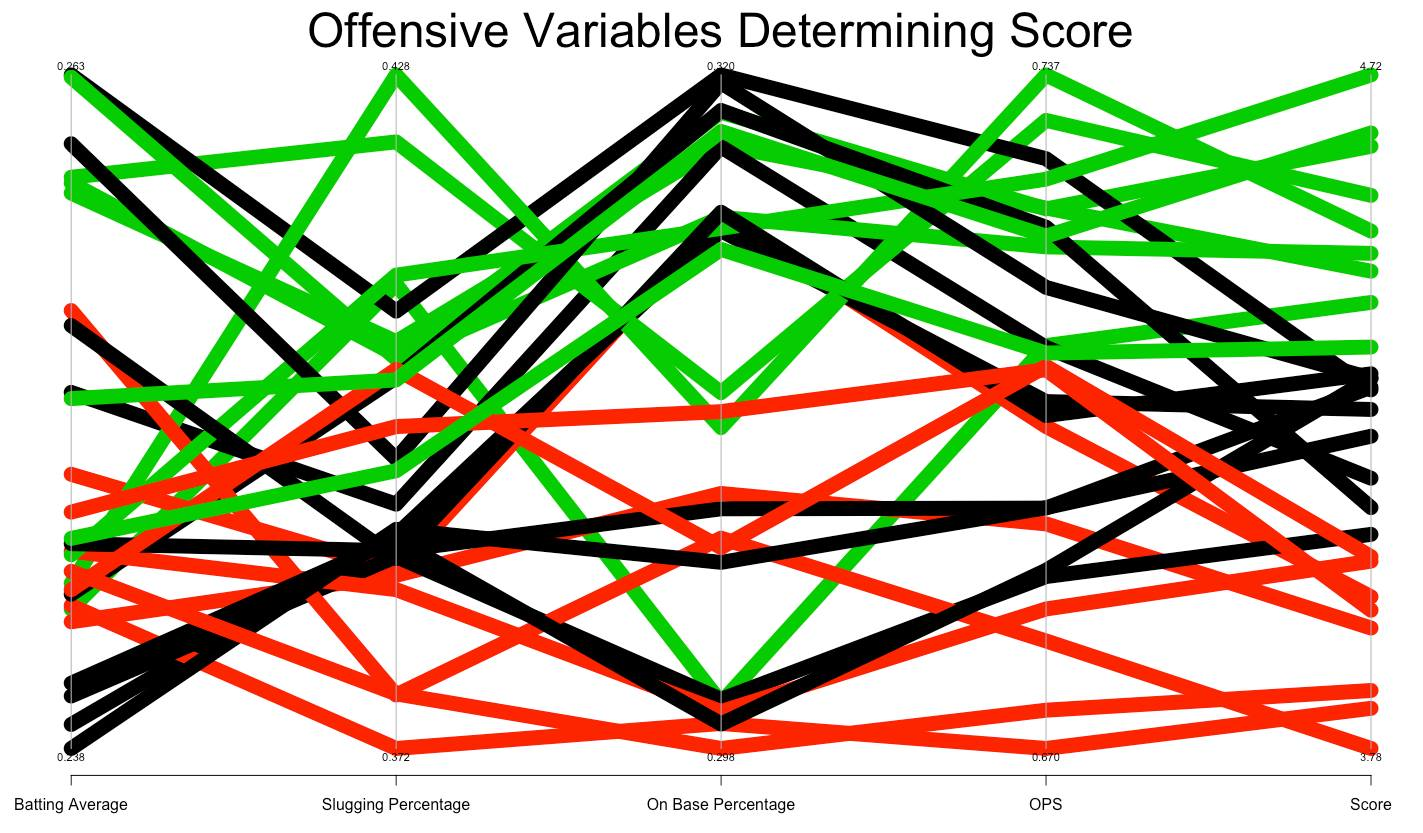 Offensive Variables Determining Score
0.263 0.428 0.320 0.737 4.72
0.238 0.372 0.298 0.670 3.78
Batting Average Slugging Percentage On Base Percentage OPS Score